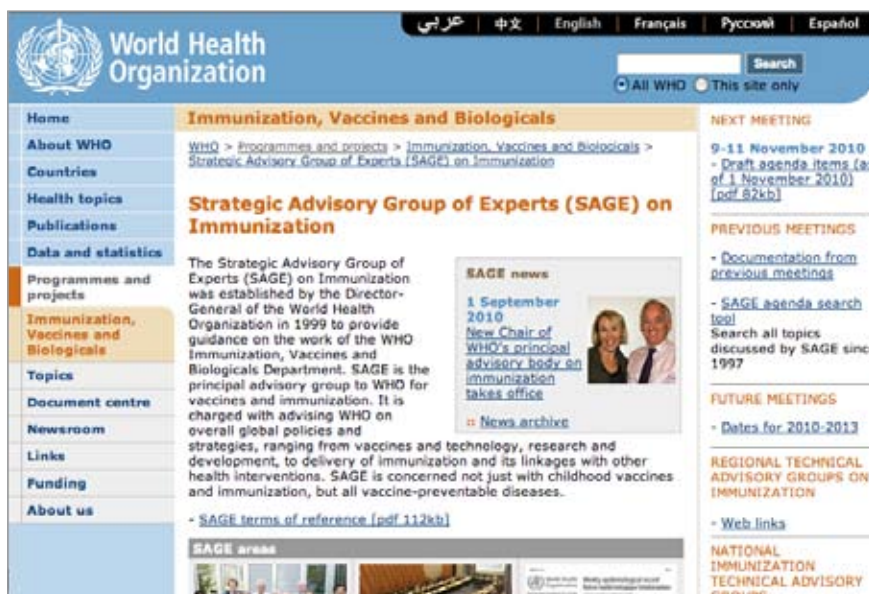 عربي 中文 English Français Русский Español
World Health
Organization
Search
All WHO This site only
Home
About WHO
Countries
Health topics
Publications
Data and statistics
Programmes and
projects
Immunization,
Vaccines and
Biologicals
Topics
Document centre
Newsroom
Links
Funding
About us
Immunization, Vaccines and Biologicals
WHO > Programmes and projects > Immunization, Vaccines and Biologicals >
Strategic Advisory Group of Experts (SAGE) on Immunization
Strategic Advisory Group of Experts (SAGE) on
Immunization
The Strategic Advisory Group of
Experts (SAGE) on Immunization
was established by the Director-
General of the World Health
Organization in 1999 to provide
guidance on the work of the WHO
Immunization, Vaccines and
Biologicals Department. SAGE is the
principal advisory group to WHO for
vaccines and immunization. It is
charged with advising WHO on
overall global policies and
strategies, ranging from vaccines and technology, research and
development, to delivery of immunization and its linkages with other
health interventions. SAGE is concerned not just with childhood vaccines
and immunization, but all vaccine-preventable diseases.
- SAGE terms of reference [pdf 112kb]
SAGE news
1 September
2010
New Chair of
WHO's principal
advisory body on
immunization
takes office
:: News archive
SAGE areas
World Health
Organization
Weekly epidemiological record
NEXT MEETING
9-11 November 2010
- Draft agenda items (as
of 1 November 2010)
[pdf 82kb]
PREVIOUS MEETINGS
- Documentation from
previous meetings
- SAGE agenda search
tool
Search all topics
discussed by SAGE sinc
1997
FUTURE MEETINGS
- Dates for 2010-2013
REGIONAL TECHNICAL
ADVISORY GROUPS ON
IMMUNIZATION
- Web links
NATIONAL
IMMUNIZATION
TECHNICAL ADVISORY
GROUPS